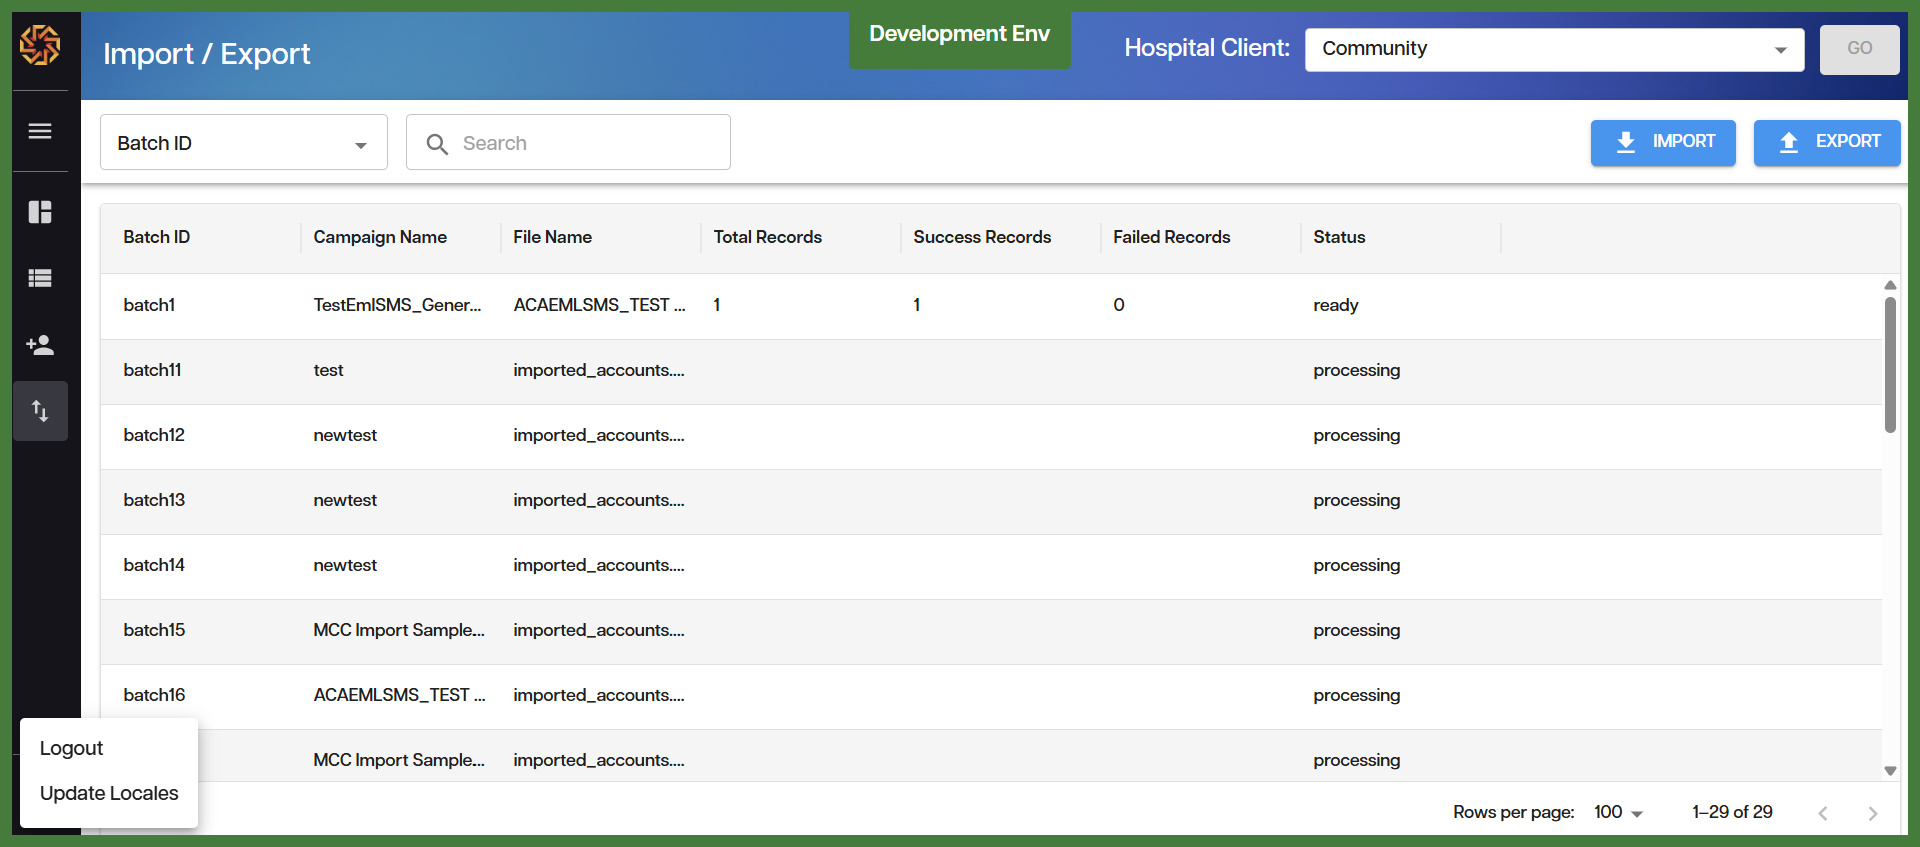 Import / Export
Development Env
Hospital Client:
Community
GO
Batch ID
Search
IMPORT
EXPORT
Batch ID Campaign Name File Name Total Records Success Records Failed Records Status
batch1 TestEmlSMS_Gener... ACAEMLSMS_TEST ... 1 1 0 ready
batch11 test imported_accounts.... processing
batch12 newtest imported_accounts.... processing
batch13 newtest imported_accounts.... processing
batch14 newtest imported_accounts.... processing
batch15 MCC Import Sample... imported_accounts.... processing
batch16 ACAEMLSMS_TEST ... imported_accounts.... processing
MCC Import Sample... imported_accounts.... processing
Logout
Update Locales
Rows per page: 100 1–29 of 29